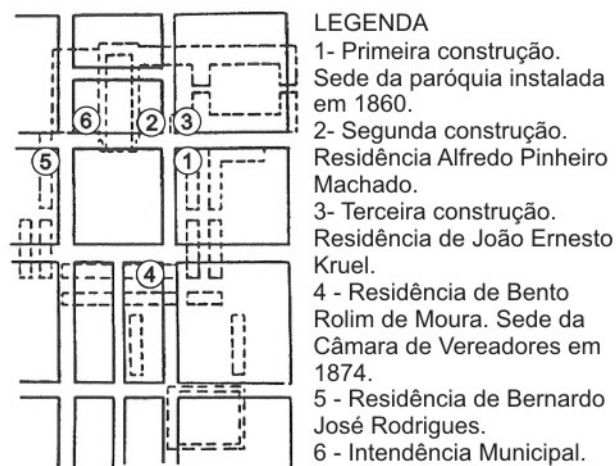 LEGENDA
1- Primeira construção.
Sede da paróquia instalada
em 1860.
2- Segunda construção.
Residência Alfredo Pinheiro
Machado.
3- Terceira construção.
Residência de João Ernesto
Kruel.
4 - Residência de Bento
Rolim de Moura. Sede da
Câmara de Vereadores em
1874.
5 - Residência de Bernardo
José Rodrigues.
6 - Intendência Municipal.
6 2 3
5 1
4